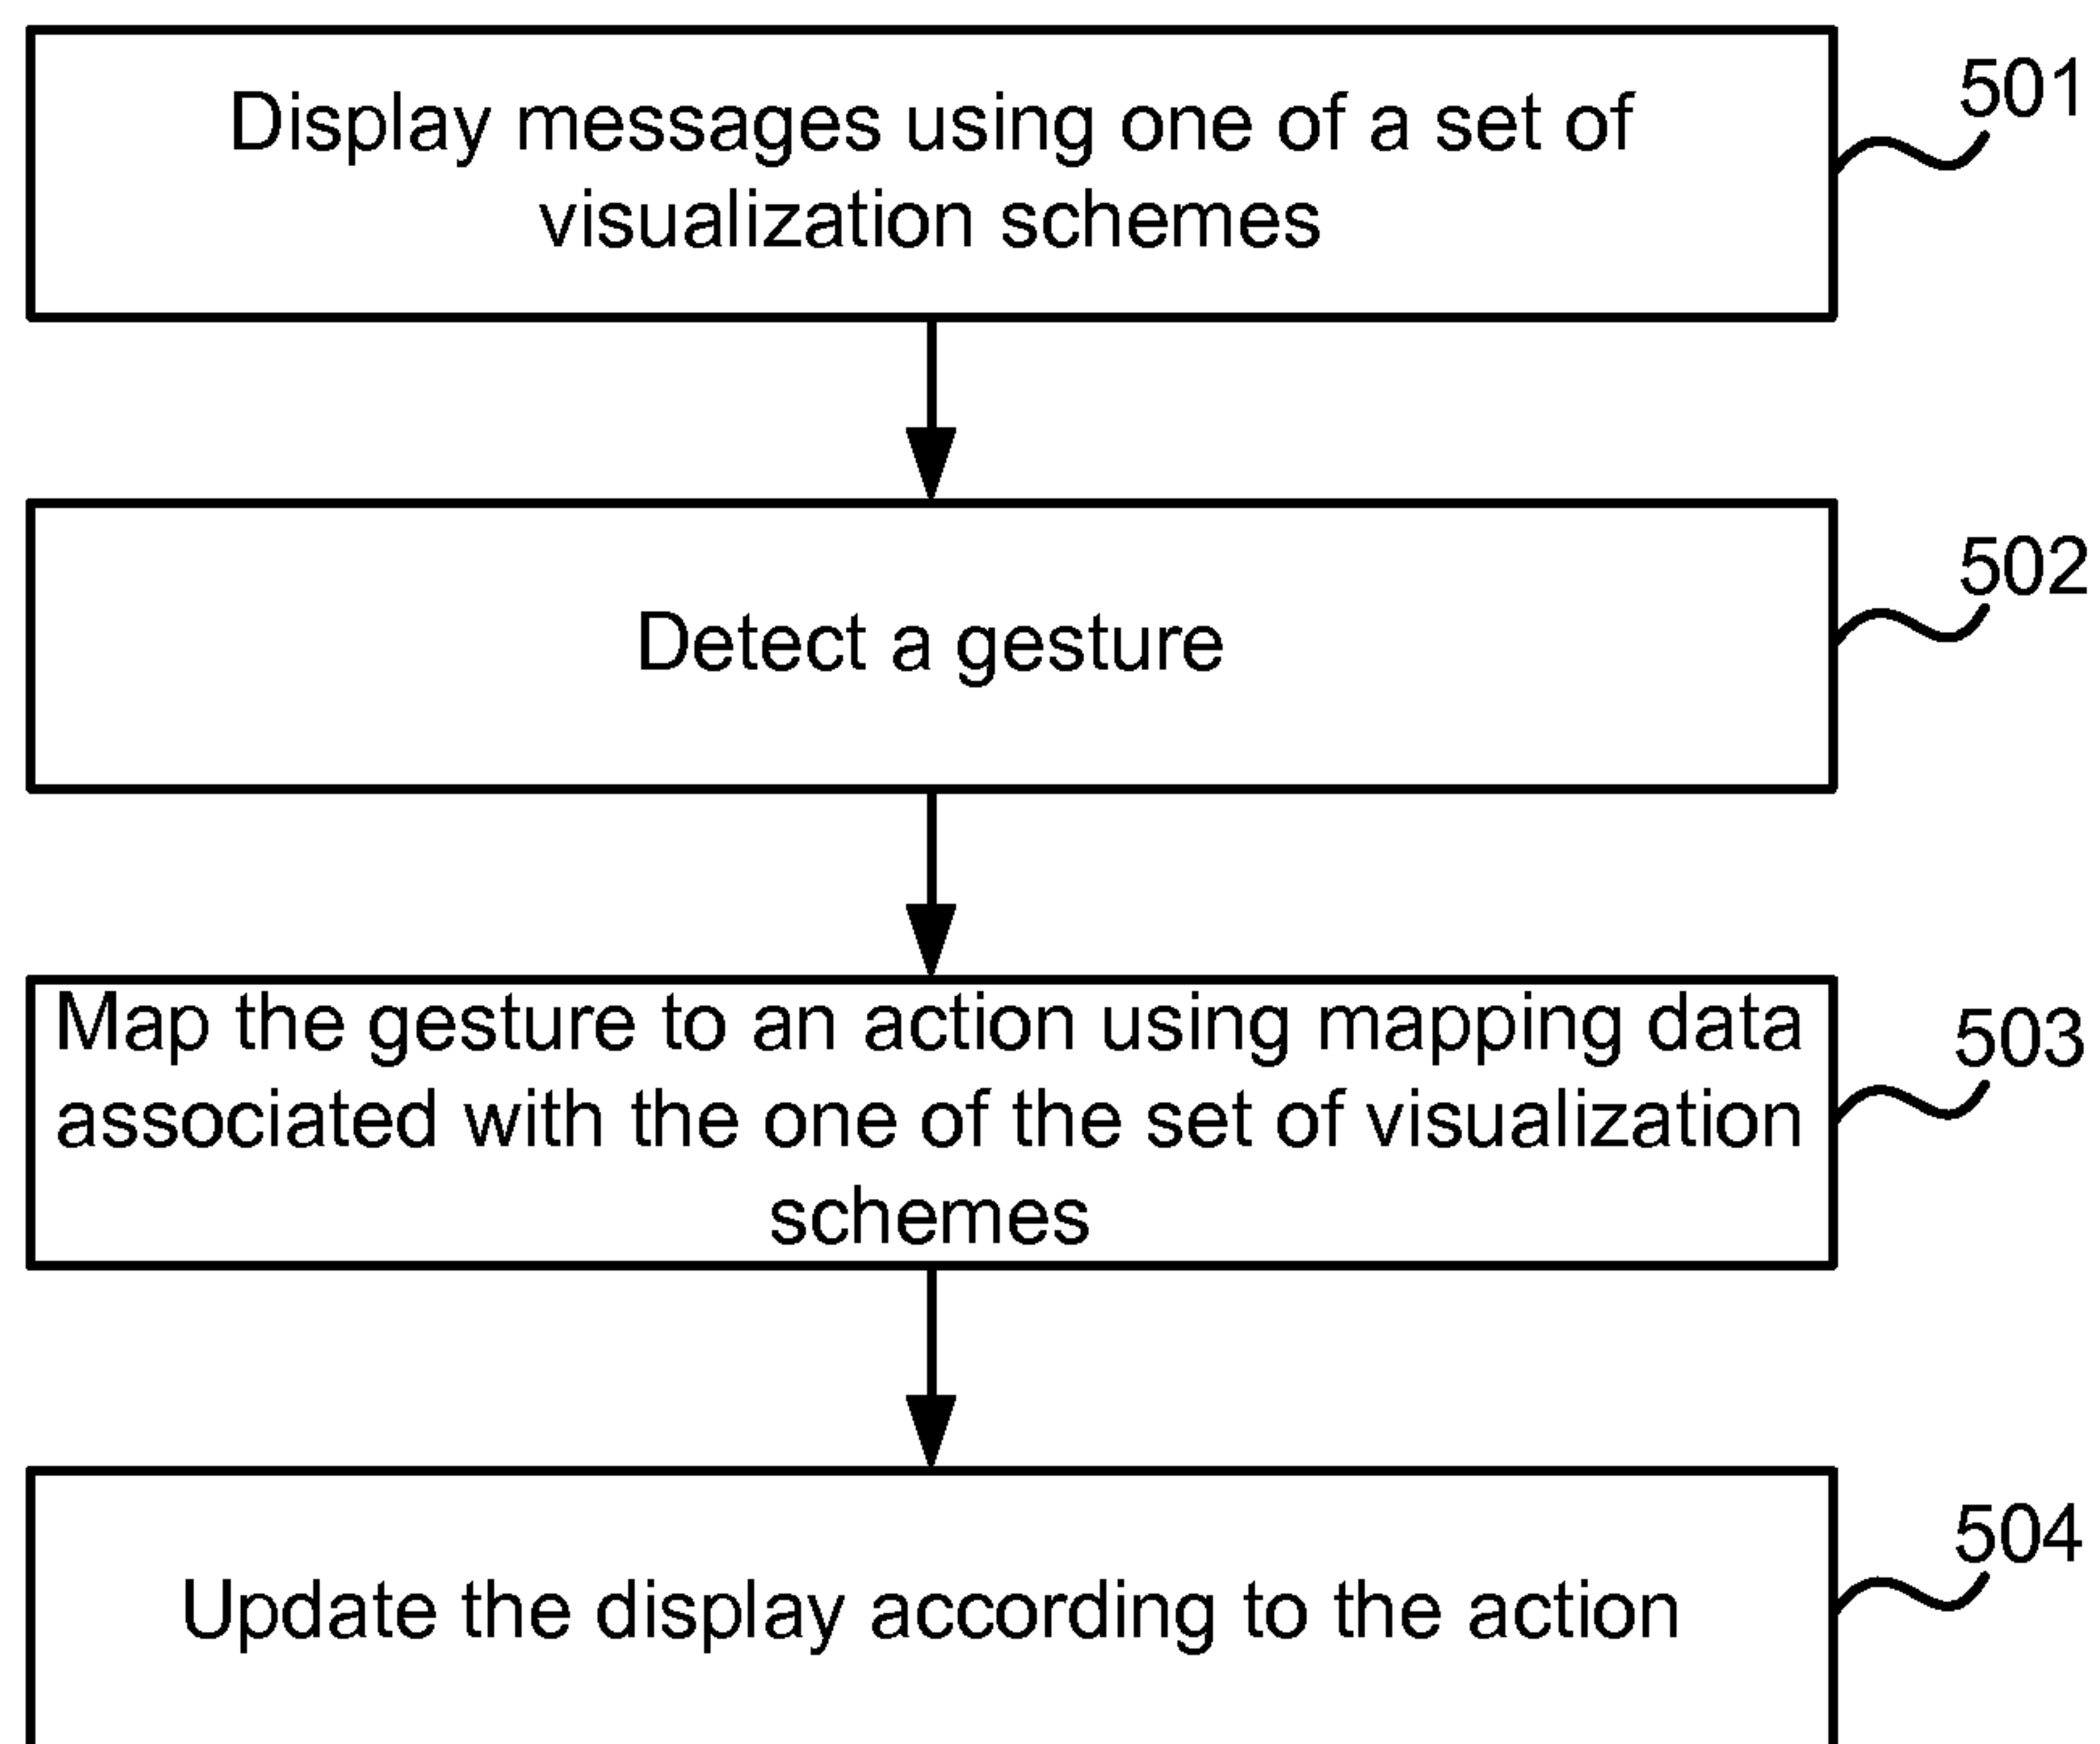 Display messages using one of a set of
visualization schemes
501
Detect a gesture
502
Map the gesture to an action using mapping data
associated with the one of the set of visualization
schemes
503
Update the display according to the action
504